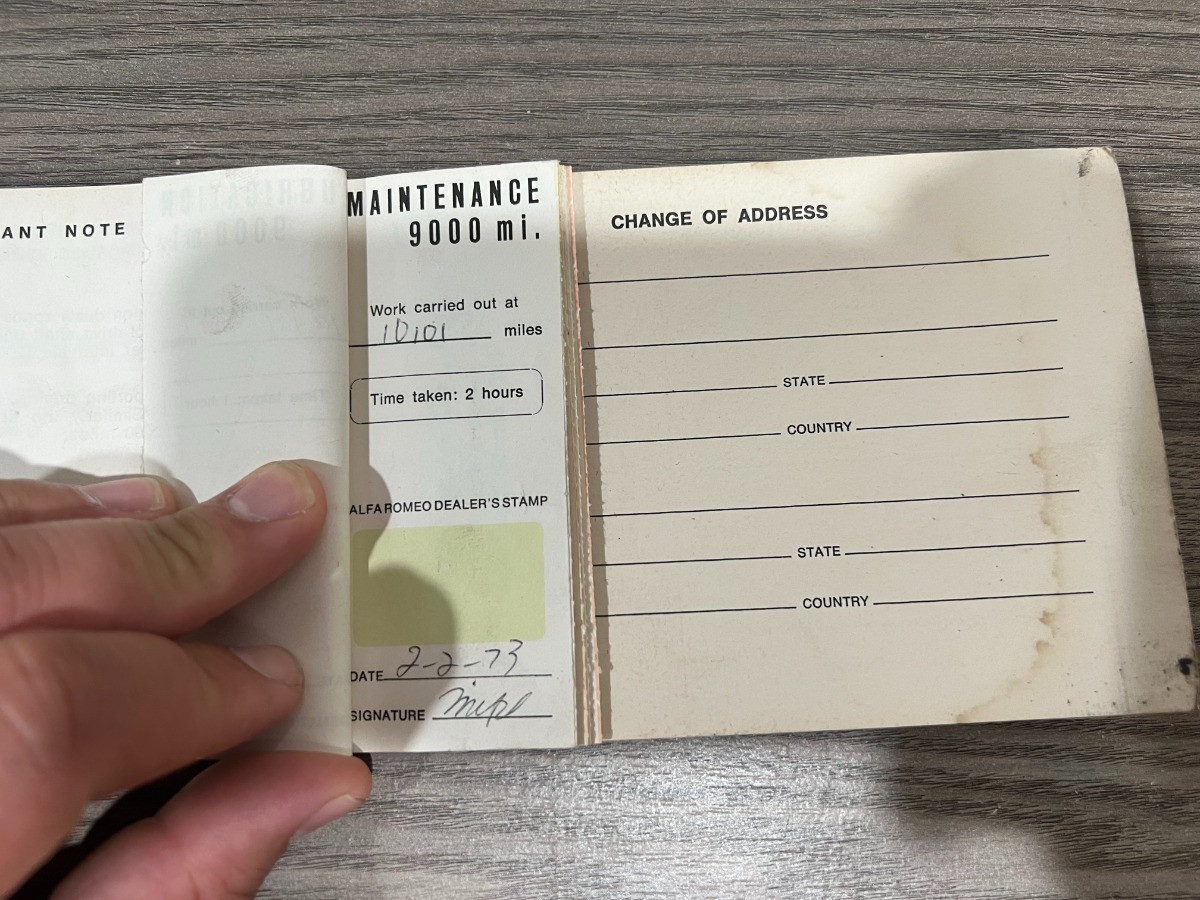 ANT NOTE
MAINTENANCE
9000 mi.
Work carried out at
10101 miles
Time taken: 2 hours
ALFA ROMEO DEALER'S STAMP
DATE 2-2-73
SIGNATURE
CHANGE OF ADDRESS
STATE
COUNTRY
STATE
COUNTRY